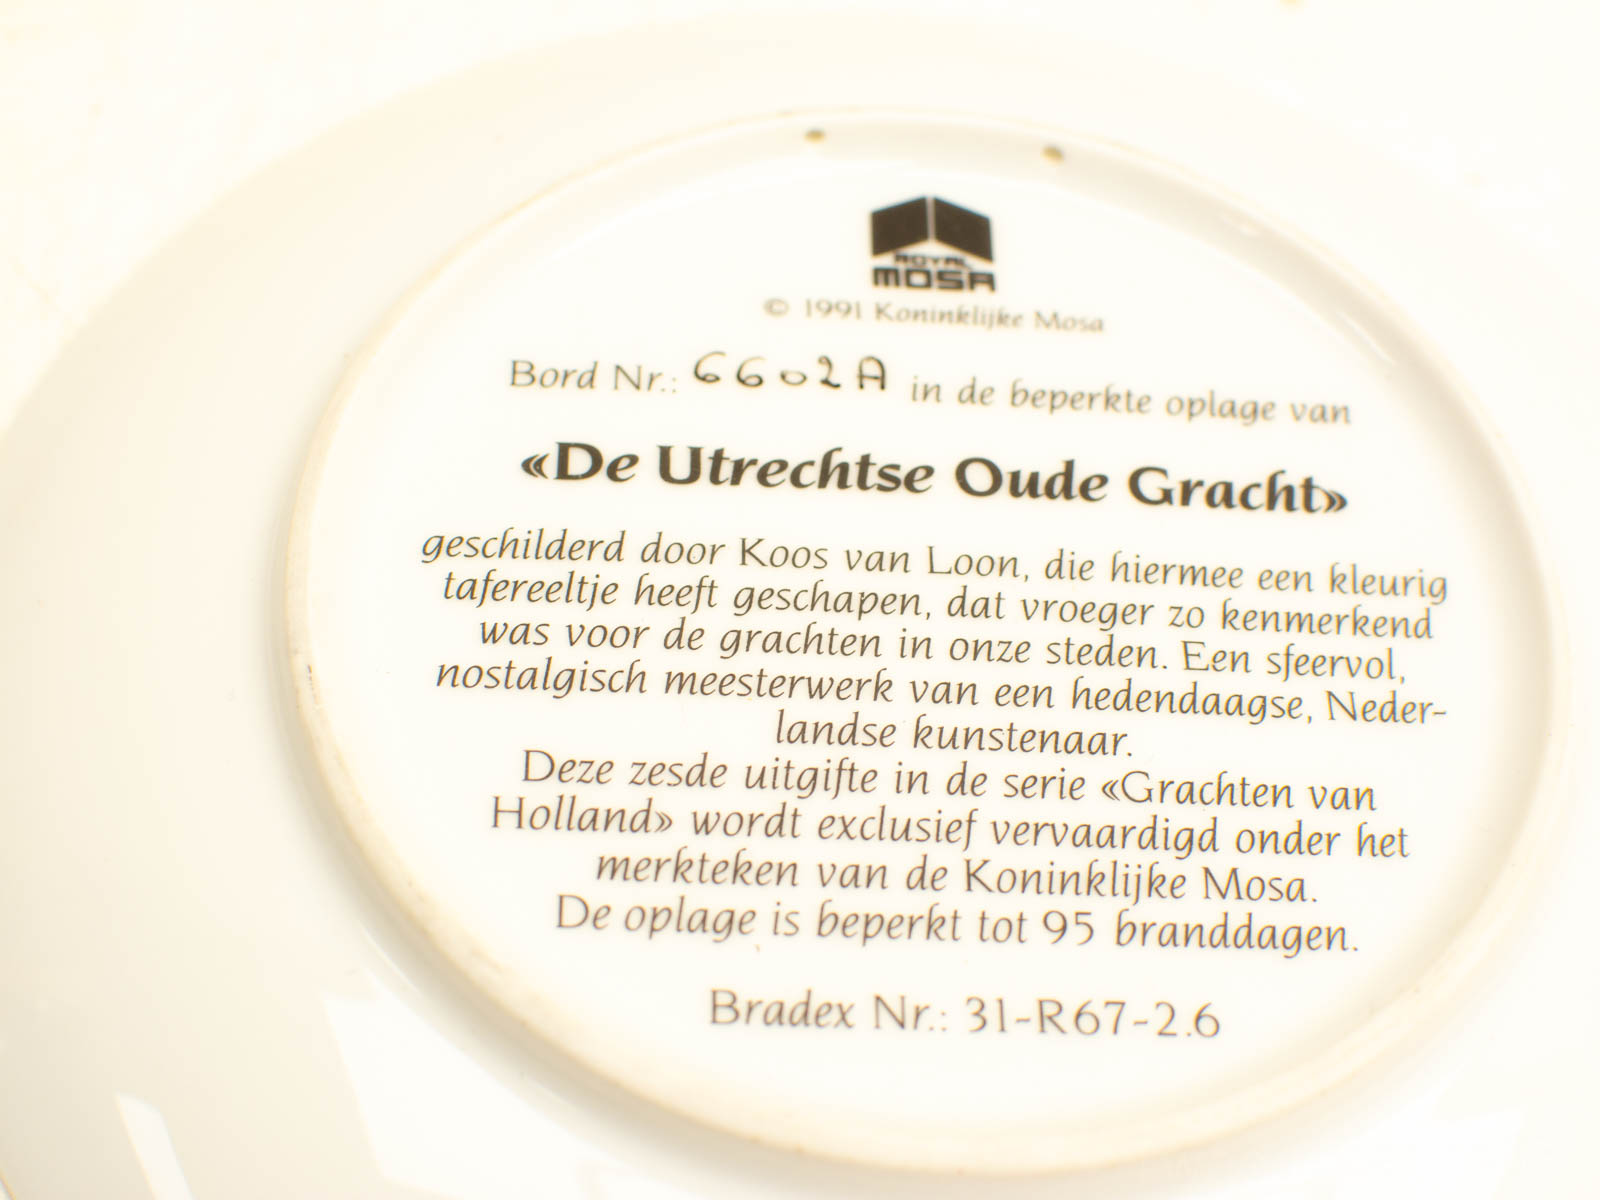 ROYAL
MOSA
© 1991 Koninklijke Mosa
Bord Nr.: 6602A in de beperkte oplage van
«De Utrechtse Oude Gracht»
geschilderd door Koos van Loon, die hiermee een kleurig
tafereeltje heeft geschapen, dat vroeger zo kenmerkend
was voor de grachten in onze steden. Een sfeervol,
nostalgisch meesterwerk van een hedendaagse, Neder-
landse kunstenaar.
Deze zesde uitgifte in de serie «Grachten van
Holland» wordt exclusief vervaardigd onder het
merkteken van de Koninklijke Mosa.
De oplage is beperkt tot 95 branddagen.
Bradex Nr.: 31-R67-2.6